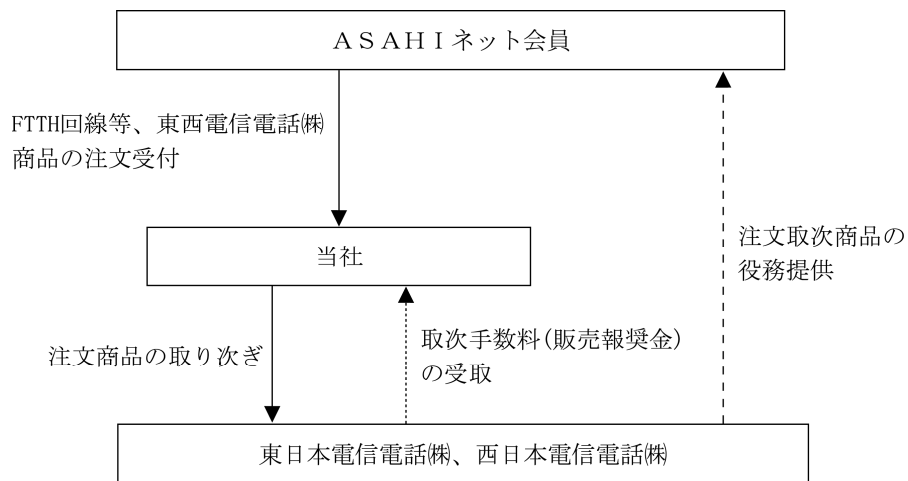 ＡＳＡＨＩネット会員
FTTH回線等、東西電信電話㈱
商品の注文受付
注文取次商品の
役務提供
当社
注文商品の取り次ぎ
取次手数料(販売報奨金)
の受取
東日本電信電話㈱、西日本電信電話㈱